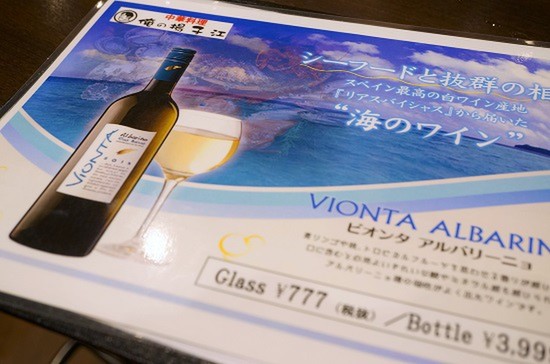 中華料理
俺の揚子江
シーフードと抜群の相
スペイン最高の白ワイン産地
『リアスバイシャス』から届いた
“海のワイン”
Albarino
VIONTA
2015
VIONTA ALBARIN
ビオンタ アルバリーニョ
Glass ¥777 (税抜) /Bottle ¥3,99